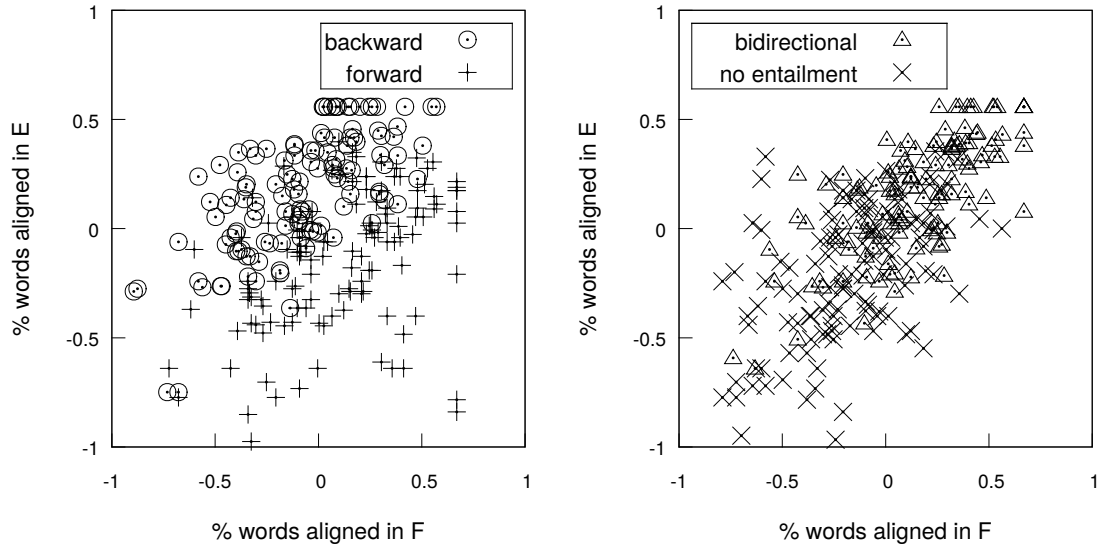 1
0.5
0
-0.5
-1
-1
-0.5
0
0.5
1
% words aligned in E
% words aligned in F
backward
forward
1
0.5
0
-0.5
-1
-1
-0.5
0
0.5
1
% words aligned in E
% words aligned in F
bidirectional
no entailment